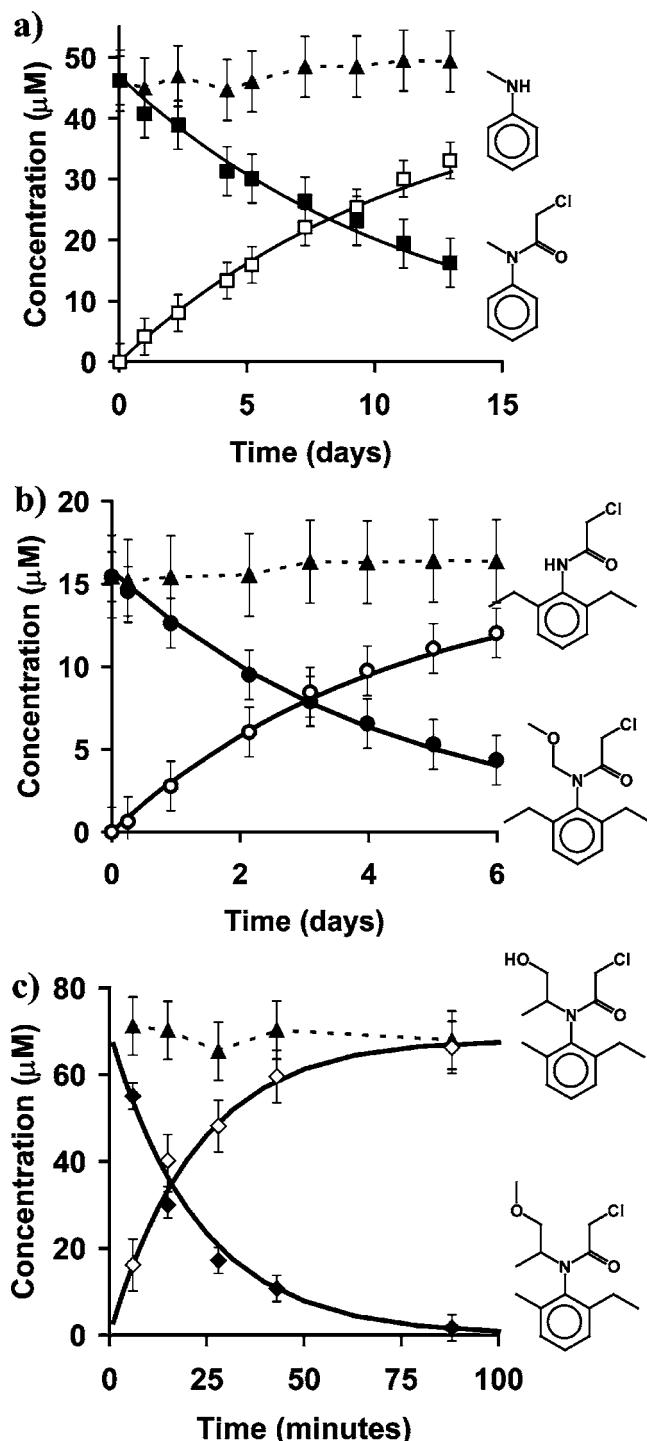 a)
Concentration (μM)
50
40
30
20
10
0
0
5
10
15
Time (days)
NH
Cl
N
O
b)
Concentration (μM)
20
15
10
5
0
0
2
4
6
Time (days)
Cl
HN
O
O
Cl
N
O
c)
Concentration (μM)
80
60
40
20
0
0
25
50
75
100
Time (minutes)
HO
Cl
N
O
O
Cl
N
O